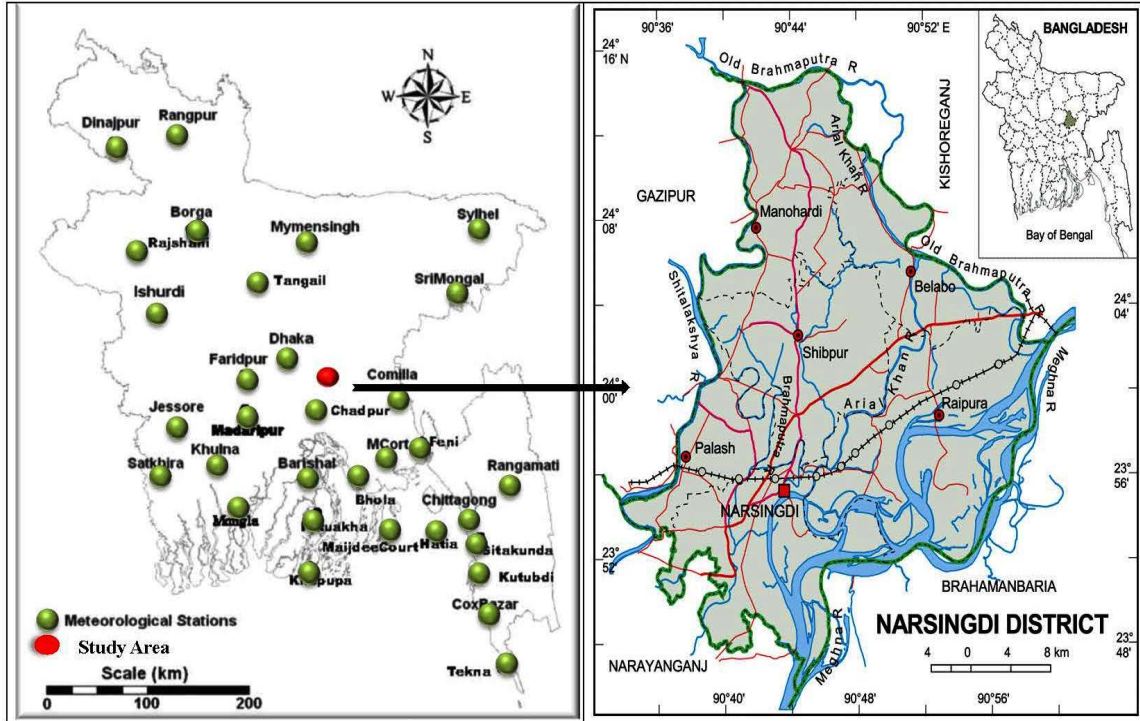 N
W E
S
Rangpur
Dinajpur
Borga
Rajshahi
Mymensingh
Sylhel
Tangail
SriMongal
Ishurdi
Dhaka
Faridpur
Comilla
Jessore
Chadpur
Madaripur
Khulna
MCort
Feni
Satkhira
Barishal
Rangamati
Bhola
Chittagong
Mongla
MaijdeeCourt
Hatia
Sitakunda
Kutubdi
CoxBazar
Tekna
Meteorological Stations
Study Area
Scale (km)
0 100 200
90°36' 90°44' 90°52' E
24°
16' N
BANGLADESH
Bay of Bengal
Old Brahmaputra R
Arial Khan R
KISHOREGANJ
GAZIPUR
Manohardi
24°
08'
Old Brahmaputra R
Belabo
Shitalakshya R
24°
04'
Shibpur
Meghna R
24°
00'
Brahmaputra R
Arial Khan R
Raipura
Palash
23°
56'
NARSINGDI
23°
52'
BRAHAMANBARIA
NARSINGDI DISTRICT
23°
48'
4 0 4 8 km
NARAYANGANJ
Meghpa R
90°40' 90°48' 90°56'